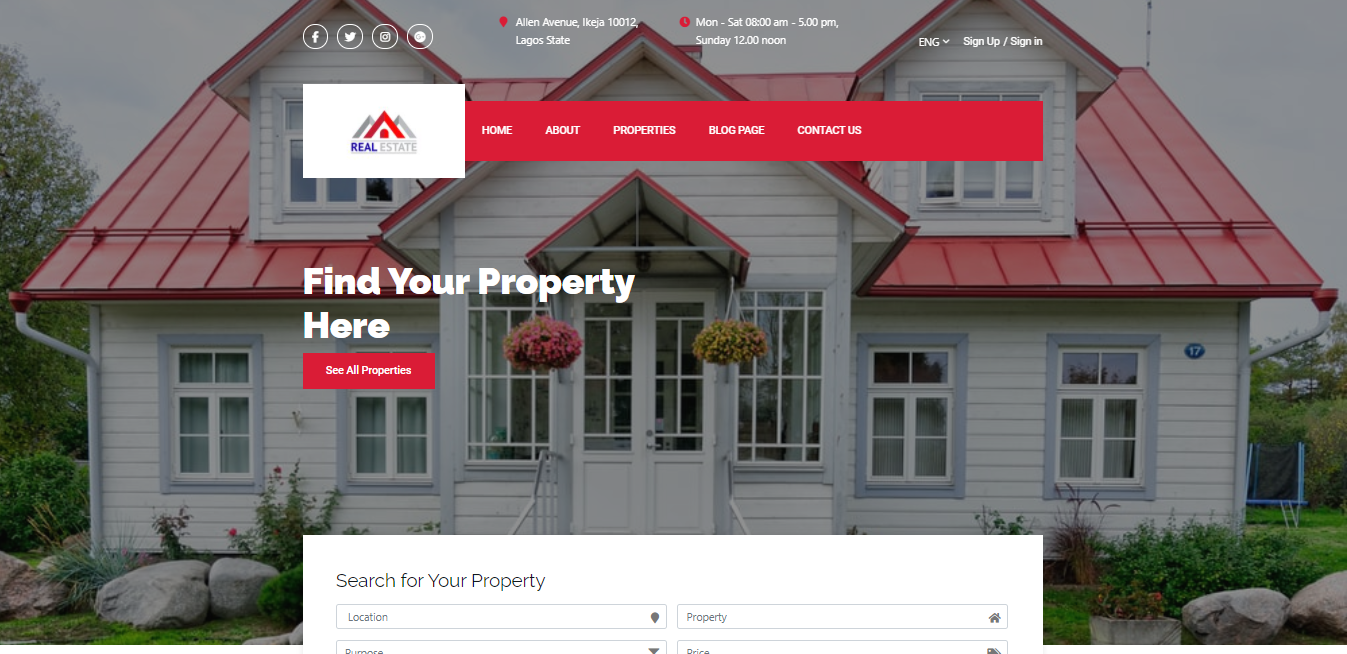 Allen Avenue, Ikeja 10012,
Lagos State
Mon - Sat 08:00 am - 5.00 pm,
Sunday 12.00 noon
ENG
Sign Up / Sign in
REAL ESTATE
HOME
ABOUT
PROPERTIES
BLOG PAGE
CONTACT US
Find Your Property
Here
See All Properties
17
Search for Your Property
Location
Property
Purpose
Price